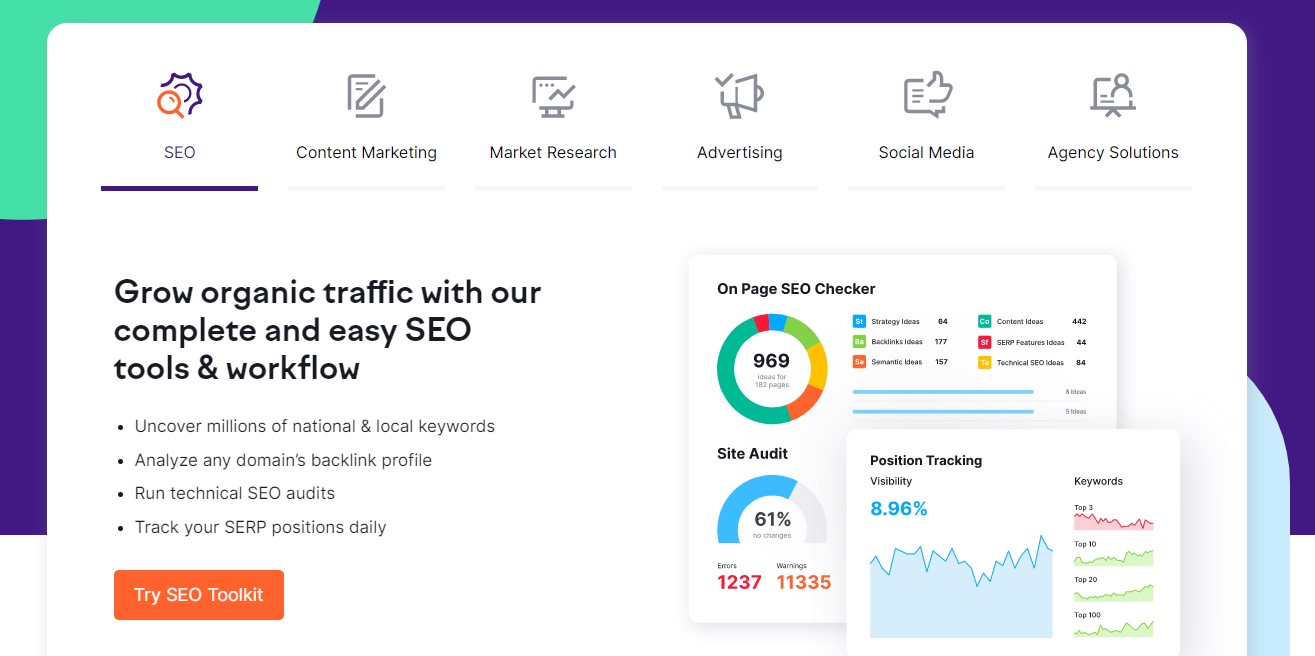 SEO
Content Marketing
Market Research
Advertising
Social Media
Agency Solutions
Grow organic traffic with our
complete and easy SEO
tools & workflow
• Uncover millions of national & local keywords
• Analyze any domain’s backlink profile
• Run technical SEO audits
• Track your SERP positions daily
Try SEO Toolkit
On Page SEO Checker
969
ideas for
182 pages
St Strategy Ideas 64
Ba Backlinks Ideas 177
Se Semantic Ideas 157
Co Content Ideas 442
Sf SERP Features Ideas 44
Te Technical SEO Ideas 84
8 Ideas
5 Ideas
Site Audit
61%
no changes
Errors
1237
Warnings
11335
Position Tracking
Visibility
8.96%
Keywords
Top 3
Top 10
Top 20
Top 100